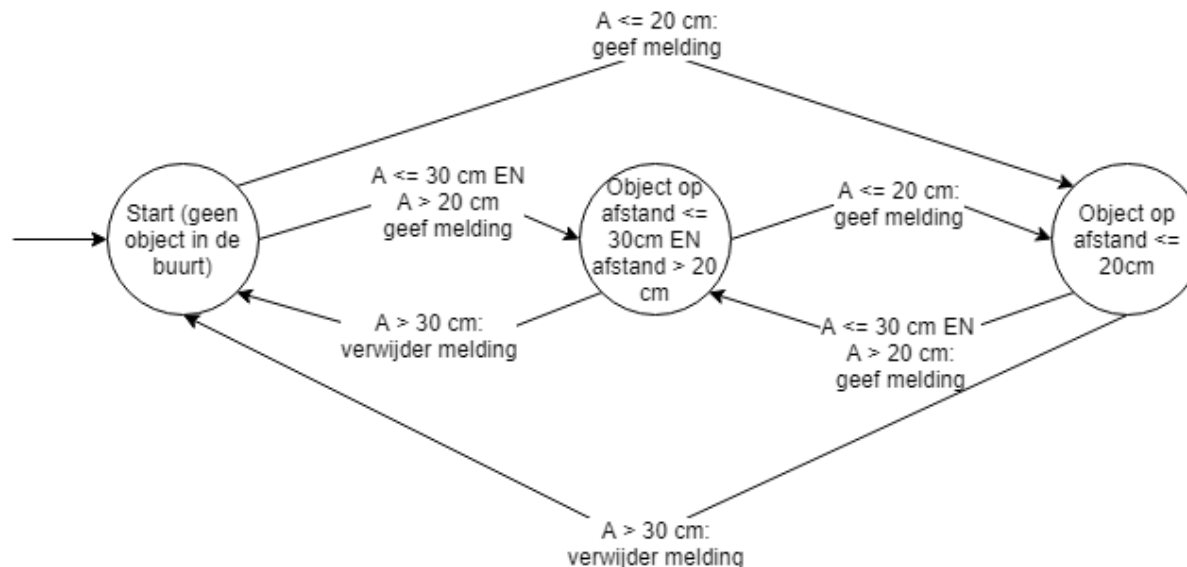 A <= 20 cm:
geef melding
Start (geen
object in de
buurt)
A <= 30 cm EN
A > 20 cm
geef melding
Object op
afstand <=
30cm EN
afstand > 20
cm
A <= 20 cm:
geef melding
Object op
afstand <=
20cm
A > 30 cm:
verwijder melding
A <= 30 cm EN
A > 20 cm:
geef melding
A > 30 cm:
verwijder melding